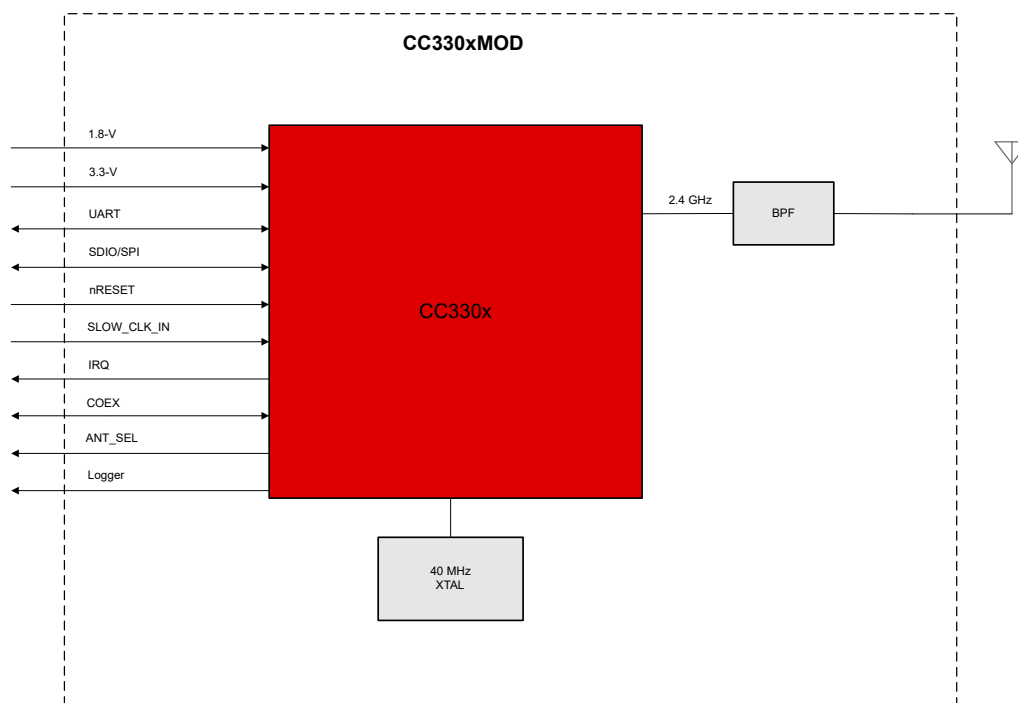 CC330xMOD
1.8-V
3.3-V
UART
SDIO/SPI
nRESET
SLOW_CLK_IN
IRQ
COEX
ANT_SEL
Logger
CC330x
2.4 GHz
BPF
40 MHz
XTAL